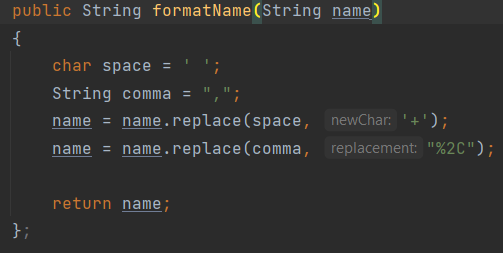 public String formatName(String name)
{
    char space = ' ';
    String comma = ",";
    name = name.replace(space, newChar: '+');
    name = name.replace(comma, replacement: "%2C");

    return name;
};